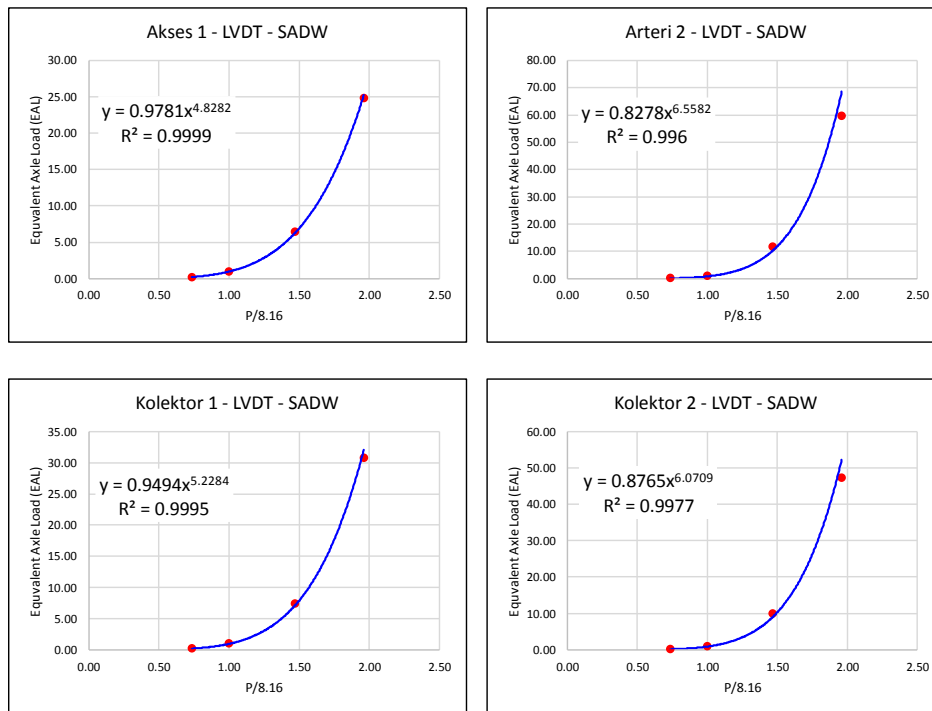 Akses 1 - LVDT - SADW
30.00
25.00
20.00
15.00
10.00
5.00
0.00
Equvalent Axle Load (EAL)
y = 0.9781x^4.8282
R² = 0.9999
0.00 0.50 1.00 1.50 2.00 2.50
P/8.16
Arteri 2 - LVDT - SADW
80.00
70.00
60.00
50.00
40.00
30.00
20.00
10.00
0.00
Equvalent Axle Load (EAL)
y = 0.8278x^6.5582
R² = 0.996
0.00 0.50 1.00 1.50 2.00 2.50
P/8.16
Kolektor 1 - LVDT - SADW
35.00
30.00
25.00
20.00
15.00
10.00
5.00
0.00
Equvalent Axle Load (EAL)
y = 0.9494x^5.2284
R² = 0.9995
0.00 0.50 1.00 1.50 2.00 2.50
P/8.16
Kolektor 2 - LVDT - SADW
60.00
50.00
40.00
30.00
20.00
10.00
0.00
Equvalent Axle Load (EAL)
y = 0.8765x^6.0709
R² = 0.9977
0.00 0.50 1.00 1.50 2.00 2.50
P/8.16